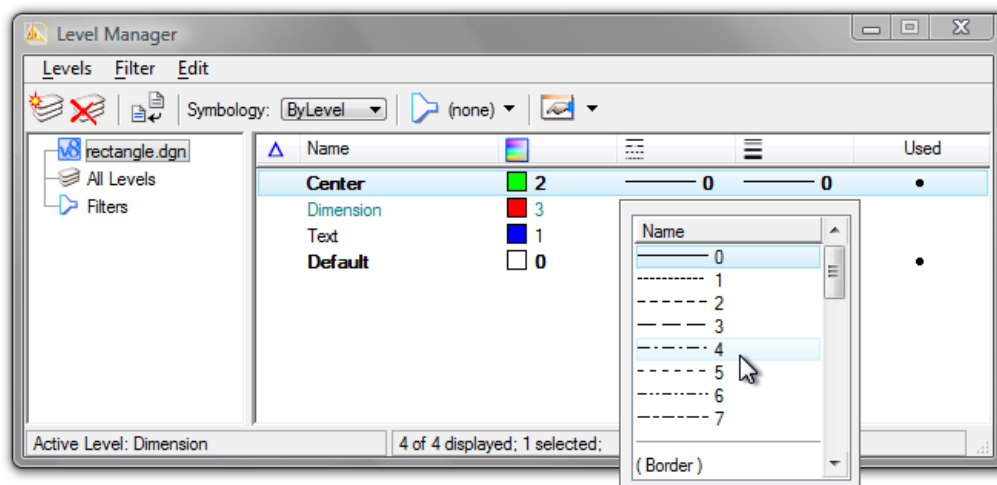 Level Manager
Levels Filter Edit
Symbology: ByLevel (none)
v8 rectangle.dgn
All Levels
Filters
Name Used
Center 2 0 0
Dimension 3
Text 1
Default 0
Name
0
1
2
3
4
5
6
7
( Border )
Active Level: Dimension
4 of 4 displayed; 1 selected;